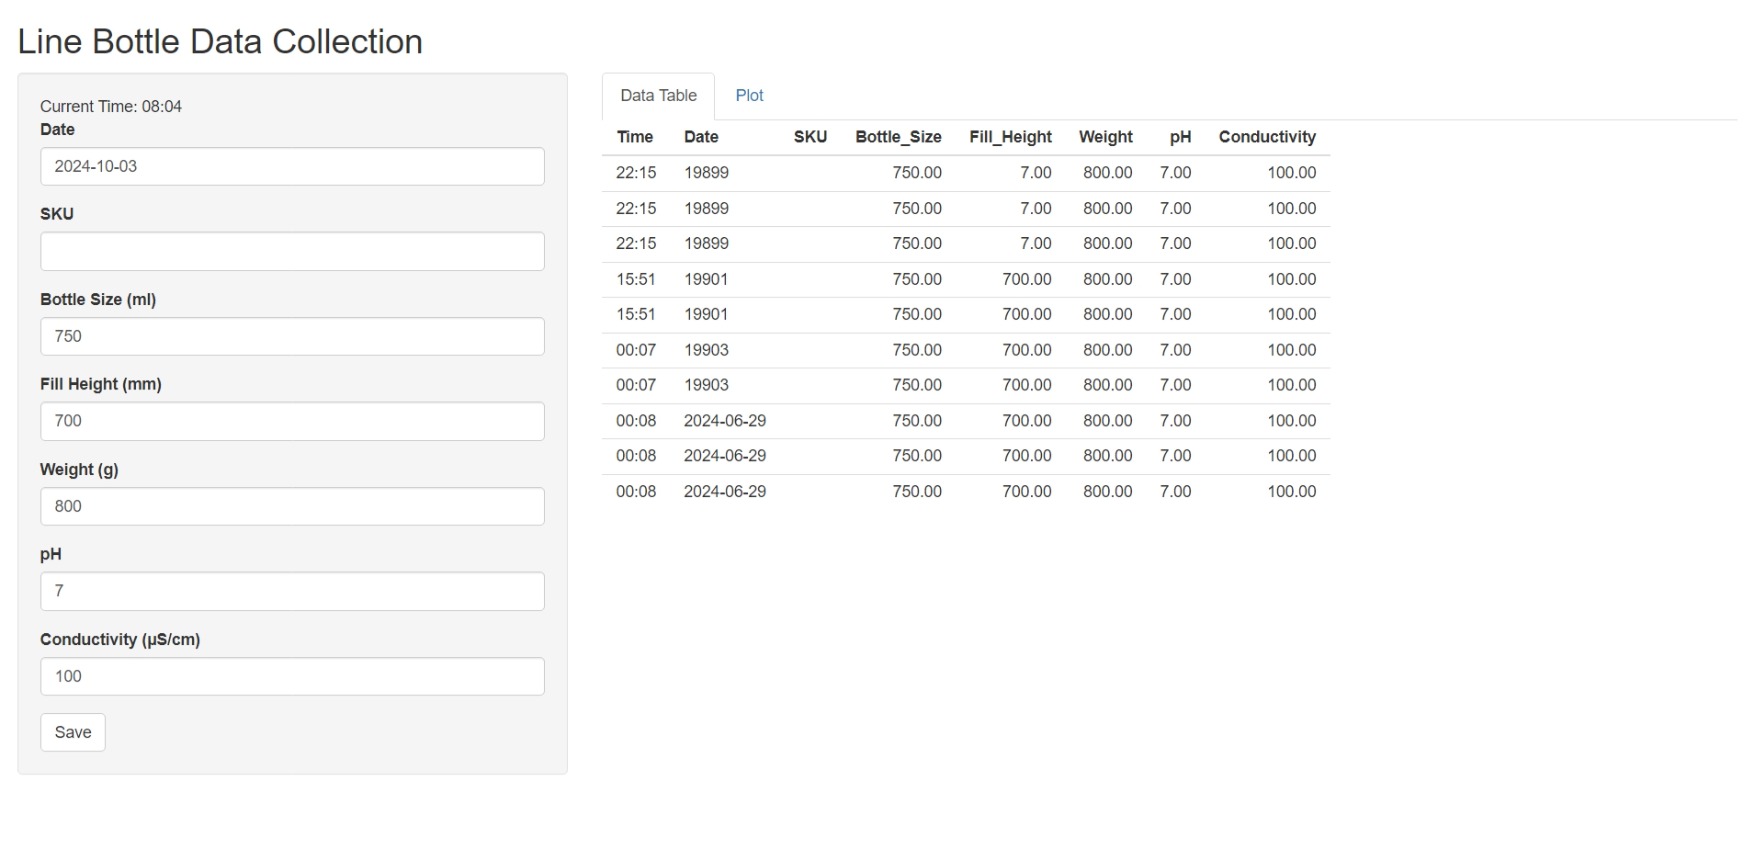 Line Bottle Data Collection
Current Time: 08:04
Date
2024-10-03
SKU
Bottle Size (ml)
750
Fill Height (mm)
700
Weight (g)
800
pH
7
Conductivity (µS/cm)
100
Save
Data Table Plot
Time Date SKU Bottle_Size Fill_Height Weight pH Conductivity
22:15 19899 750.00 7.00 800.00 7.00 100.00
22:15 19899 750.00 7.00 800.00 7.00 100.00
22:15 19899 750.00 7.00 800.00 7.00 100.00
15:51 19901 750.00 700.00 800.00 7.00 100.00
15:51 19901 750.00 700.00 800.00 7.00 100.00
00:07 19903 750.00 700.00 800.00 7.00 100.00
00:07 19903 750.00 700.00 800.00 7.00 100.00
00:08 2024-06-29 750.00 700.00 800.00 7.00 100.00
00:08 2024-06-29 750.00 700.00 800.00 7.00 100.00
00:08 2024-06-29 750.00 700.00 800.00 7.00 100.00